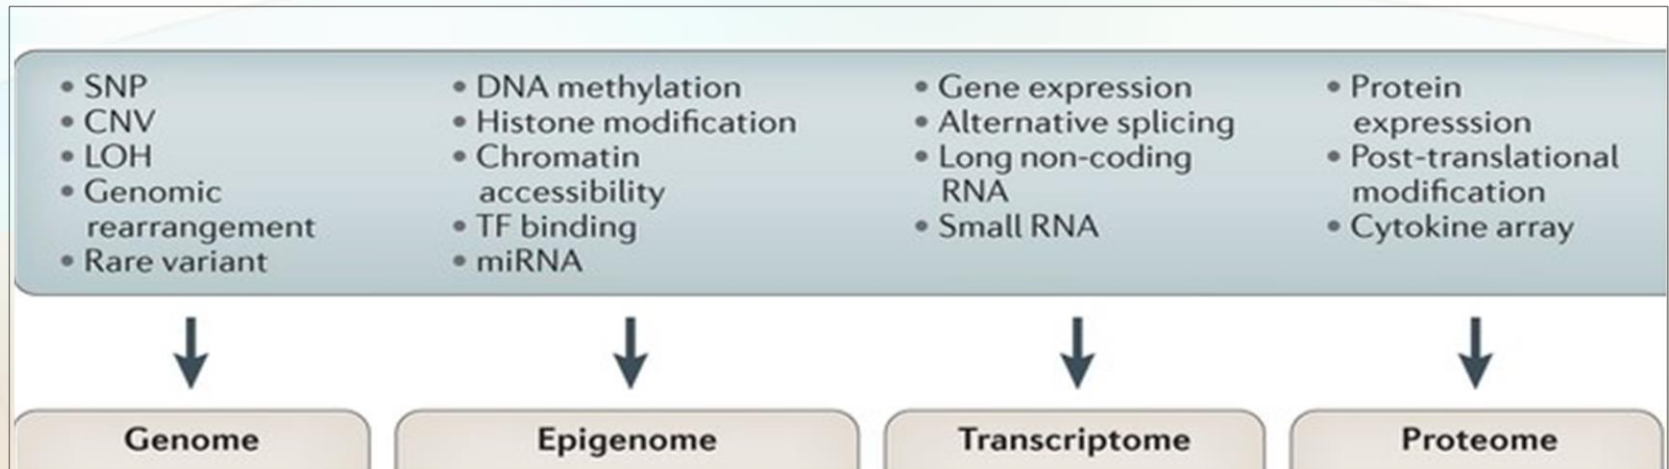 • SNP
• CNV
• LOH
• Genomic
rearrangement
• Rare variant
• DNA methylation
• Histone modification
• Chromatin
accessibility
• TF binding
• miRNA
• Gene expression
• Alternative splicing
• Long non-coding
RNA
• Small RNA
• Protein
expresssion
• Post-translational
modification
• Cytokine array
Genome
Epigenome
Transcriptome
Proteome